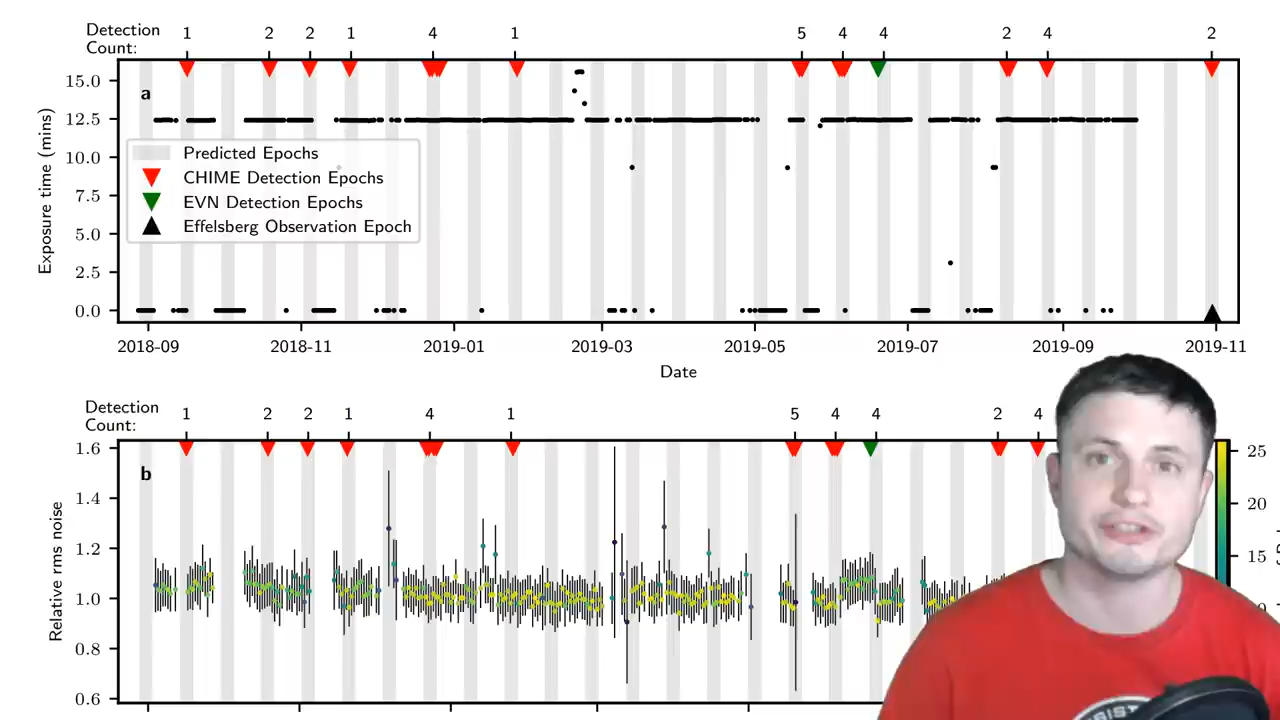 Detection
Count:
1 2 2 1 4 1 5 4 4 2 4 2
15.0
a
12.5
10.0
7.5
5.0
2.5
0.0
Exposure time (mins)
Predicted Epochs
CHIME Detection Epochs
EVN Detection Epochs
Effelsberg Observation Epoch
2018-09 2018-11 2019-01 2019-03 2019-05 2019-07 2019-09 2019-11
Date
Detection
Count:
1 2 2 1 4 1 5 4 4 2 4
1.6
b
1.4
1.2
1.0
0.8
0.6
Relative rms noise
25
20
15